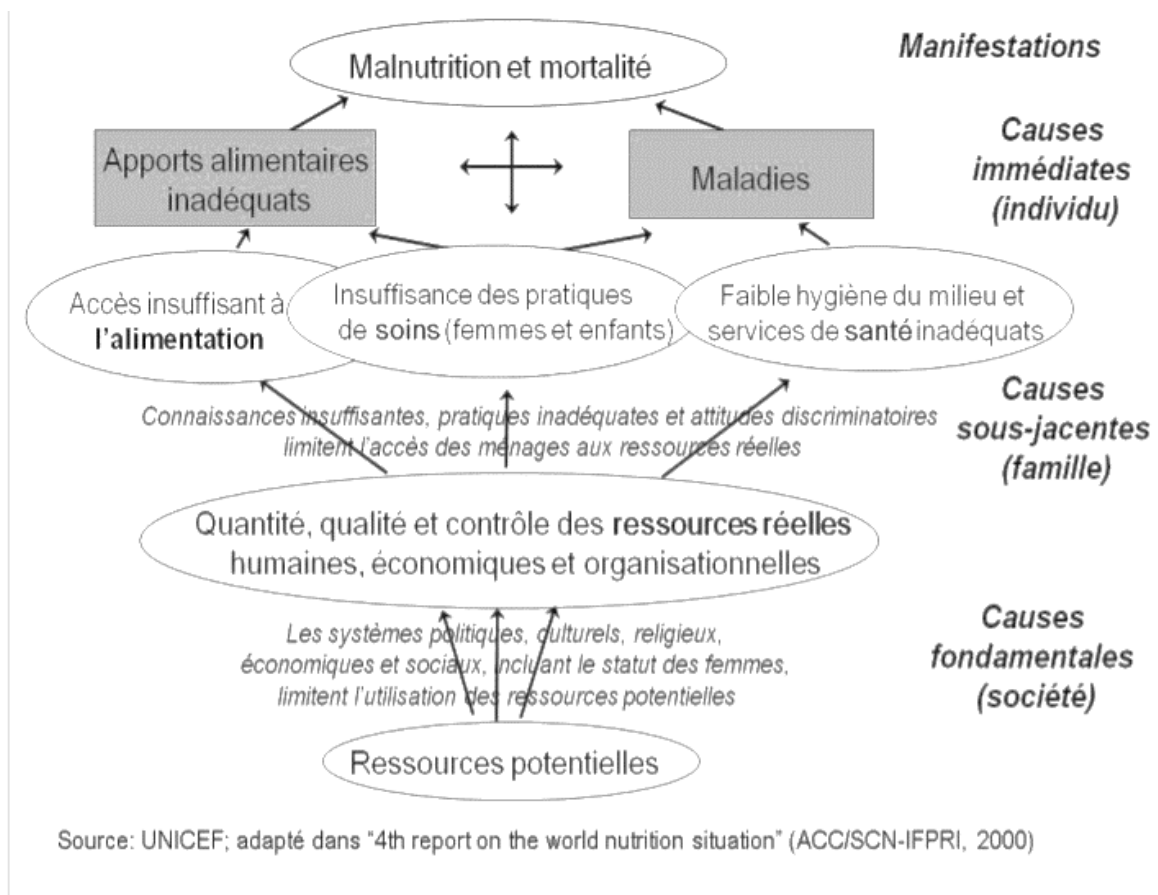 Malnutrition et mortalité
Manifestations
Apports alimentaires
inadéquats
Maladies
Causes
immédiates
(individu)
Accès insuffisant à
l'alimentation
Insuffisance des pratiques
de soins (femmes et enfants)
Faible hygiène du milieu et
services de santé inadéquats
Connaissances insuffisantes, pratiques inadéquates et attitudes discriminatoires
limitent l'accès des ménages aux ressources réelles
Causes
sous-jacentes
(famille)
Quantité, qualité et contrôle des ressources réelles
humaines, économiques et organisationnelles
Les systèmes politiques, culturels, religieux,
économiques et sociaux, incluant le statut des femmes,
limitent l'utilisation des ressources potentielles
Causes
fondamentales
(société)
Ressources potentielles
Source: UNICEF; adapté dans "4th report on the world nutrition situation" (ACC/SCN-IFPRI, 2000)